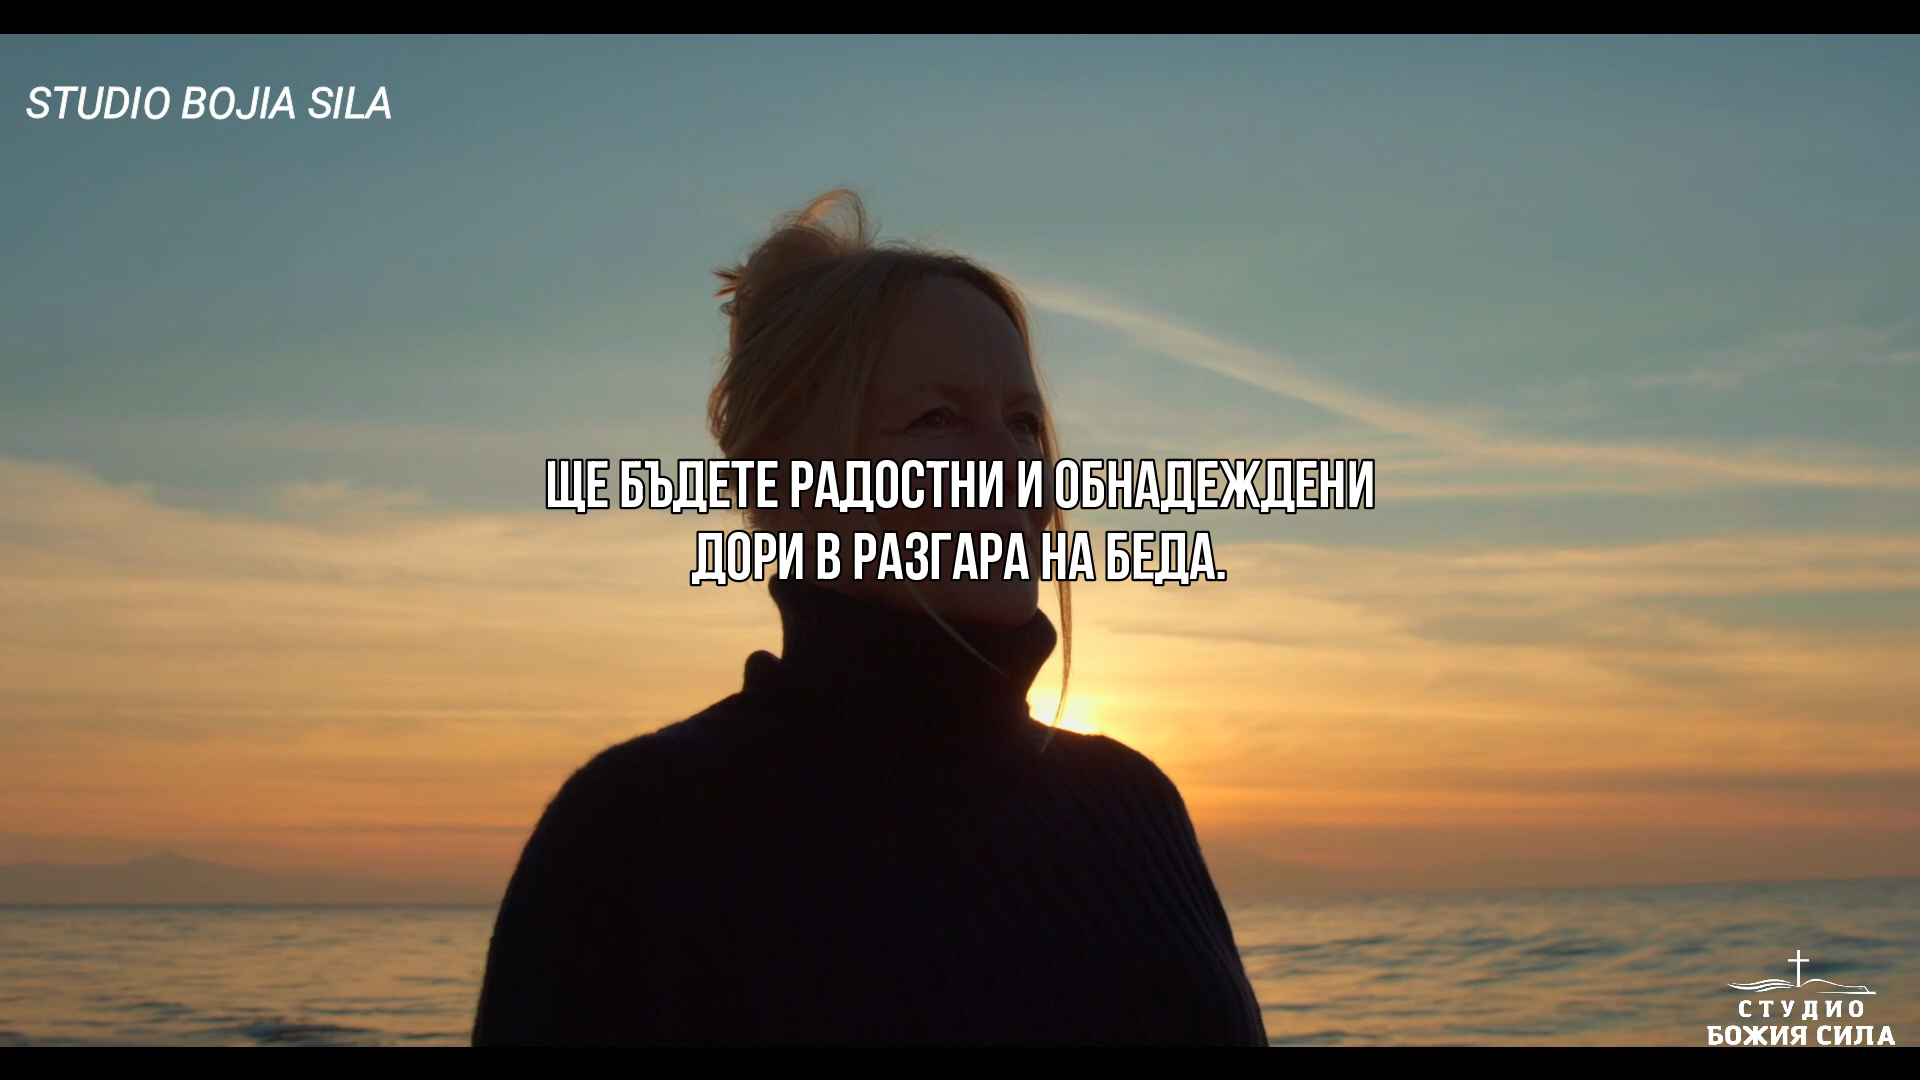 STUDIO BOJIA SILA
ЩЕ БЪДЕТЕ РАДОСТНИ И ОБНАДЕЖДЕНИ
ДОРИ В РАЗГАРА НА БЕДА.
СТУДИО
БОЖИЯ СИЛА